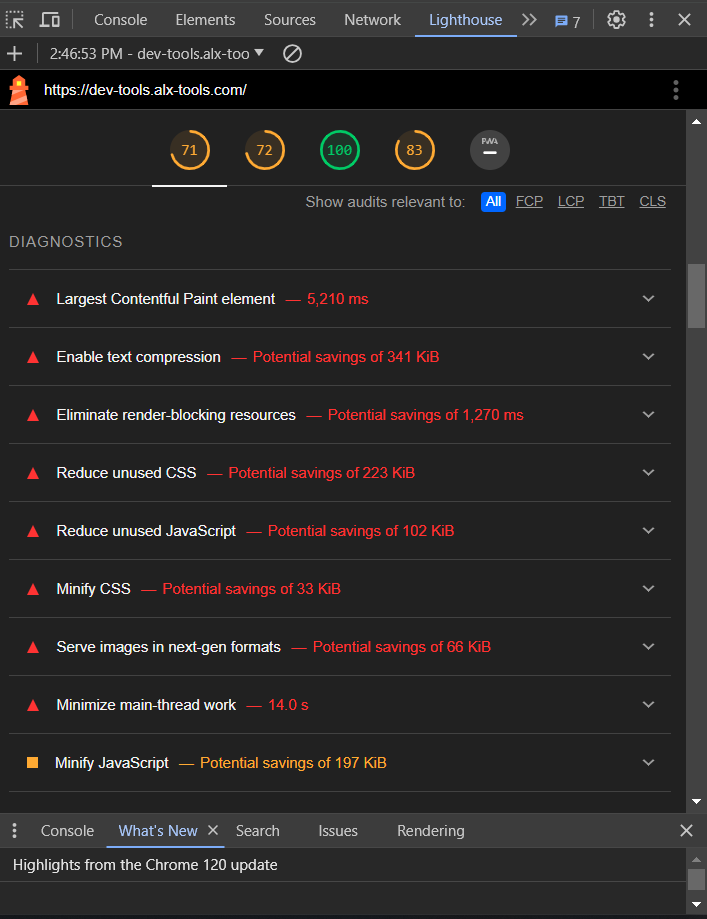 Console Elements Sources Network Lighthouse 7
2:46:53 PM - dev-tools.alx-too
https://dev-tools.alx-tools.com/
71 72 100 83 PWA
Show audits relevant to: All FCP LCP TBT CLS
DIAGNOSTICS
Largest Contentful Paint element — 5,210 ms
Enable text compression — Potential savings of 341 KiB
Eliminate render-blocking resources — Potential savings of 1,270 ms
Reduce unused CSS — Potential savings of 223 KiB
Reduce unused JavaScript — Potential savings of 102 KiB
Minify CSS — Potential savings of 33 KiB
Serve images in next-gen formats — Potential savings of 66 KiB
Minimize main-thread work — 14.0 s
Minify JavaScript — Potential savings of 197 KiB
Console What's New Search Issues Rendering
Highlights from the Chrome 120 update